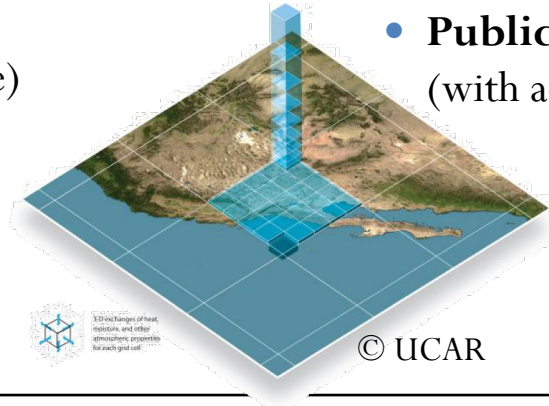 e)
• Public
(with a
3-D exchanges of heat,
moisture, and other
atmospheric properties
for each grid cell
© UCAR